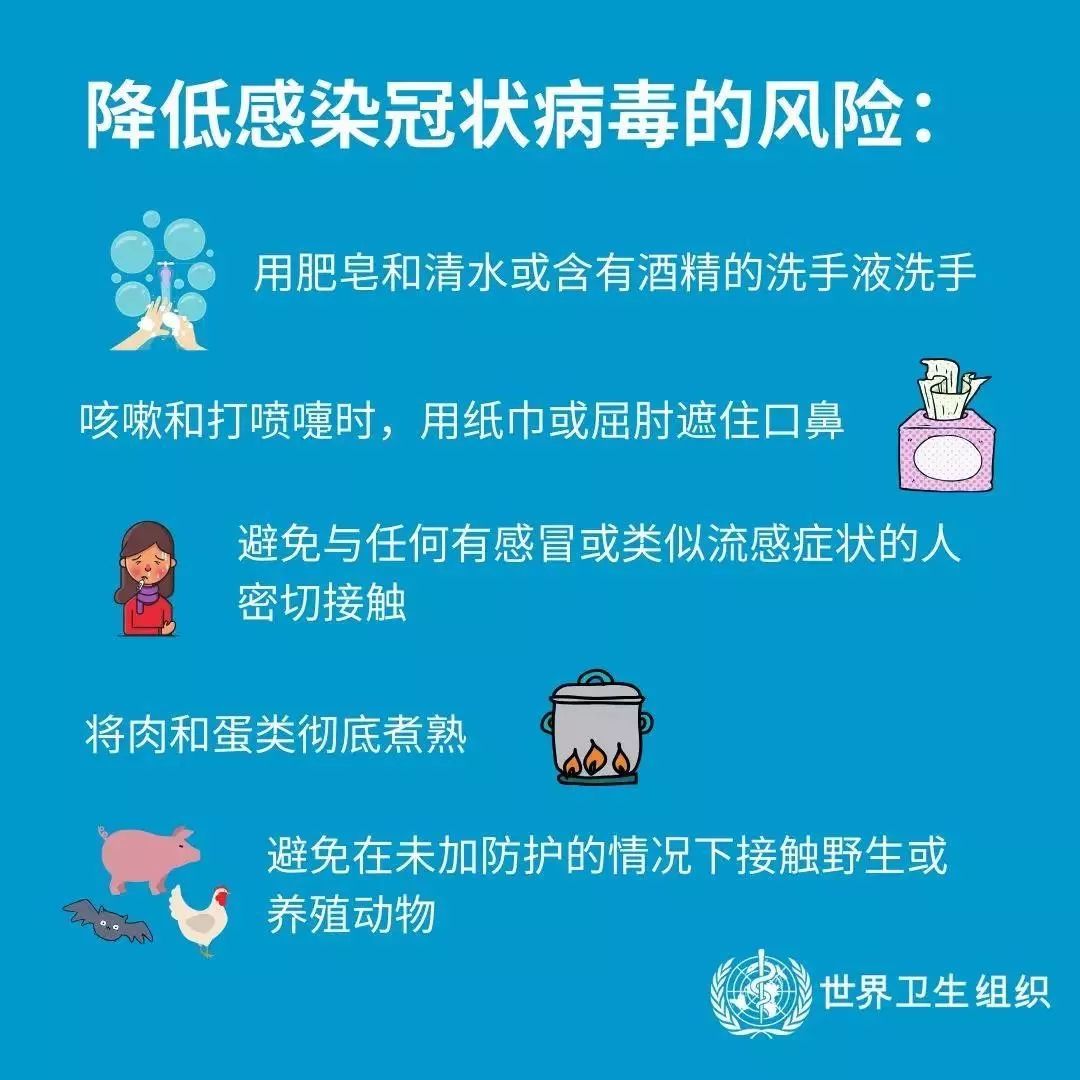 降低感染冠状病毒的风险：
用肥皂和清水或含有酒精的洗手液洗手
咳嗽和打喷嚏时，用纸巾或屈肘遮住口鼻
避免与任何有感冒或类似流感症状的人
密切接触
将肉和蛋类彻底煮熟
避免在未加防护的情况下接触野生或
养殖动物
世界卫生组织